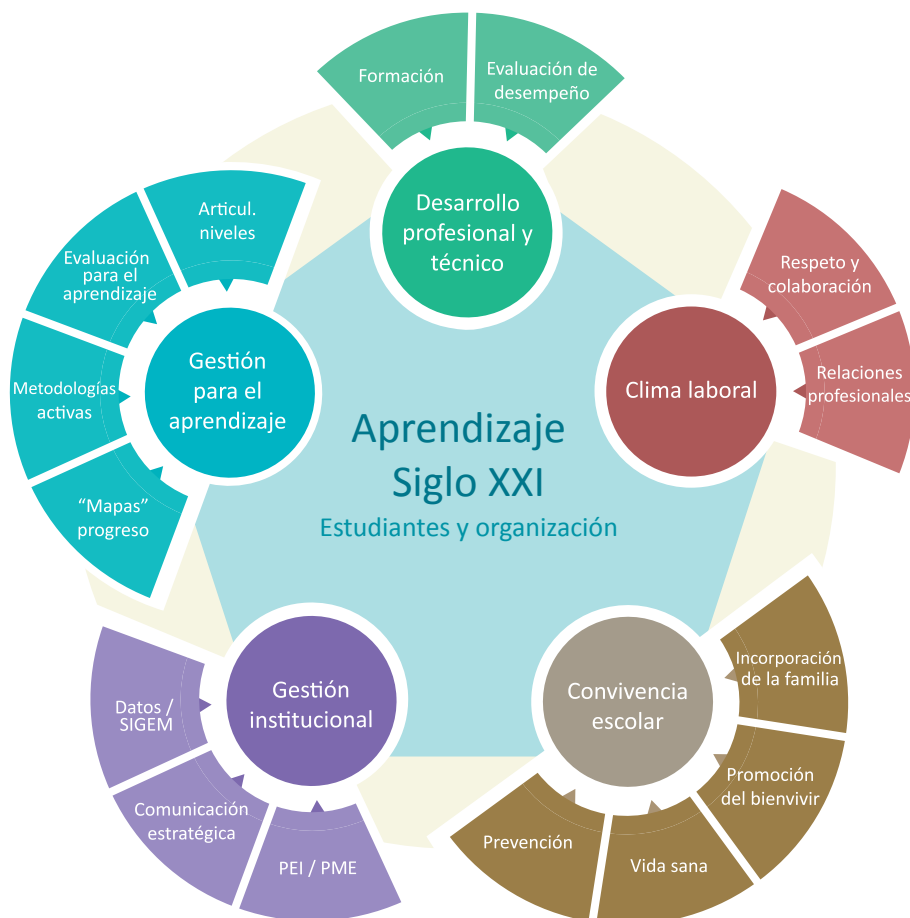 Formación
Evaluación de
desempeño
Desarrollo
profesional y
técnico
Articul.
niveles
Evaluación
para el
aprendizaje
Metodologías
activas
“Mapas”
progreso
Gestión
para el
aprendizaje
Respeto y
colaboración
Relaciones
profesionales
Clima laboral
Aprendizaje
Siglo XXI
Estudiantes y organización
Datos /
SIGEM
Comunicación
estratégica
PEI / PME
Gestión
institucional
Convivencia
escolar
Incorporación
de la familia
Promoción
del bienvivir
Vida sana
Prevención